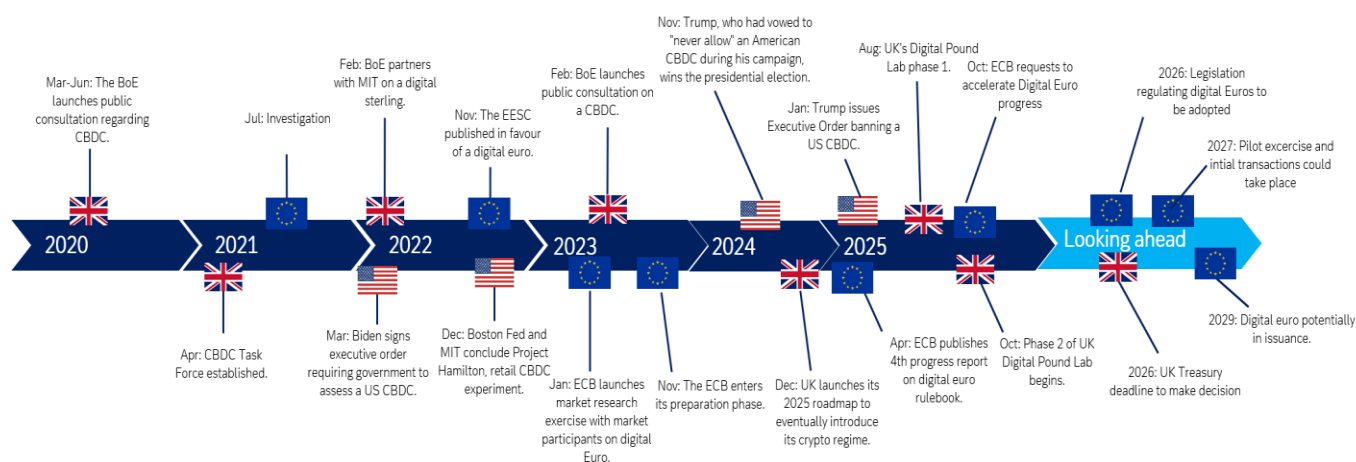 Mar-Jun: The BoE
launches public
consultation regarding
CBDC.
Jul: Investigation
Feb: BoE partners
with MIT on a digital
sterling.
Nov: The EESC
published in favour
of a digital euro.
Feb: BoE launches
public consultation on
a CBDC.
Nov: Trump, who had vowed to
"never allow" an American
CBDC during his campaign,
wins the presidential election.
Jan: Trump issues
Executive Order banning a
US CBDC.
Aug: UK's Digital Pound
Lab phase 1.
Oct: ECB requests to
accelerate Digital Euro
progress
2026: Legislation
regulating digital Euros to
be adopted
2027: Pilot excercise and
intial transactions could
take place
2020
2021
2022
2023
2024
2025
Looking ahead
Apr: CBDC Task
Force established.
Mar: Biden signs
executive order
requiring government to
assess a US CBDC.
Dec: Boston Fed and
MIT conclude Project
Hamilton, retail CBDC
experiment.
Jan: ECB launches
market research
exercise with market
participants on digital
Euro.
Nov: The ECB enters
its preparation phase.
Dec: UK launches its
2025 roadmap to
eventually introduce
its crypto regime.
Apr: ECB publishes
4th progress report
on digital euro
rulebook.
Oct: Phase 2 of UK
Digital Pound Lab
begins.
2026: UK Treasury
deadline to make decision
2029: Digital euro potentially
in issuance.